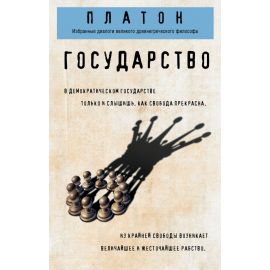 ПЛАТОН
Избранные диалоги великого древнегреческого философа
ГОСУДАРСТВО
В ДЕМОКРАТИЧЕСКОМ ГОСУДАРСТВЕ
ТОЛЬКО И СЛЫШИШЬ, КАК СВОБОДА ПРЕКРАСНА,
ИЗ КРАЙНЕЙ СВОБОДЫ ВОЗНИКАЕТ
ВЕЛИЧАЙШЕЕ И ЖЕСТОЧАЙШЕЕ РАБСТВО.